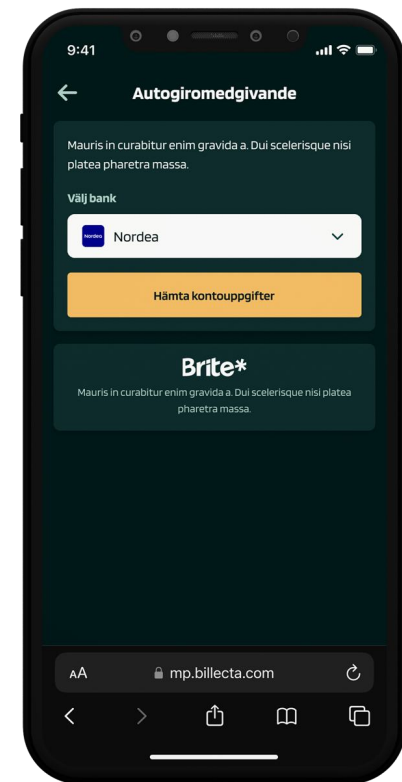 9:41
Autogiromedgivande
Mauris in curabitur enim gravida a. Dui scelerisque nisi
platea pharetra massa.
Välj bank
Nordea Nordea
Hämta kontouppgifter
Brite*
Mauris in curabitur enim gravida a. Dui scelerisque nisi platea
pharetra massa.
AA mp.billecta.com